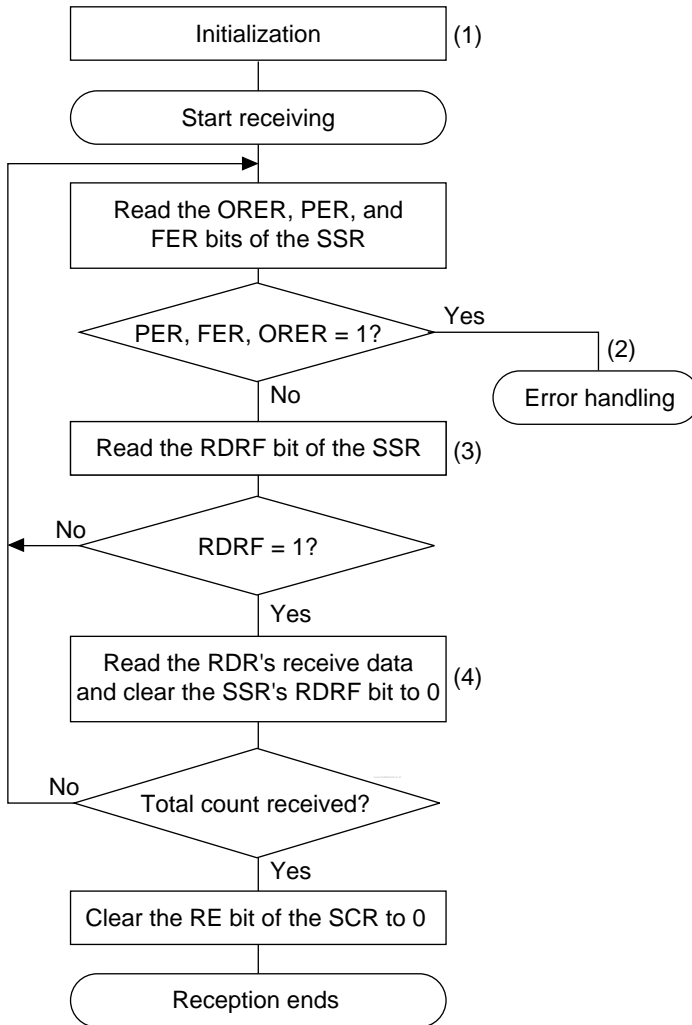 Initialization
(1)
Start receiving
Read the ORER, PER, and
FER bits of the SSR
PER, FER, ORER = 1?
Yes
(2)
Error handling
No
Read the RDRF bit of the SSR
(3)
No
RDRF = 1?
Yes
Read the RDR's receive data
and clear the SSR's RDRF bit to 0
(4)
No
Total count received?
Yes
Clear the RE bit of the SCR to 0
Reception ends